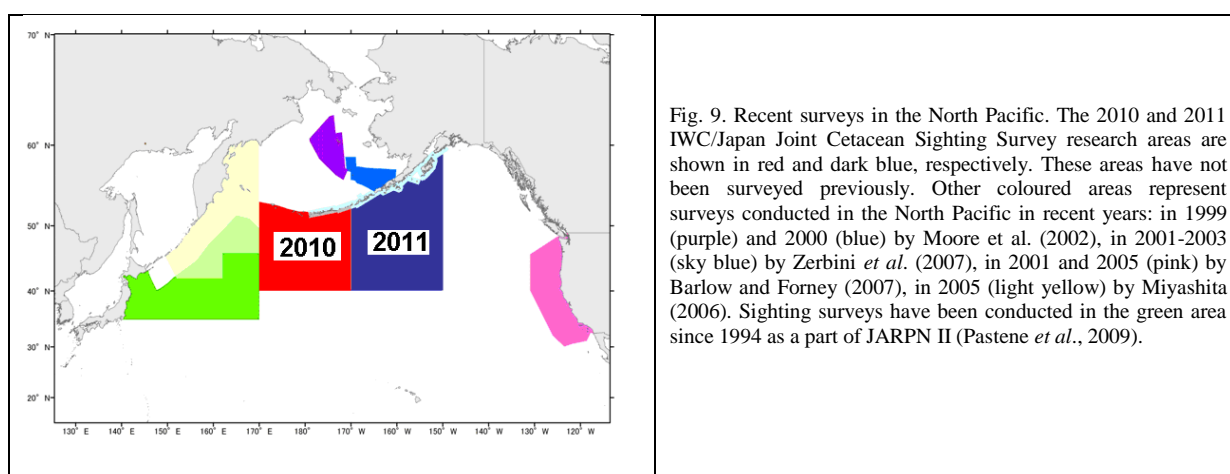 70° N
60° N
50° N
40° N
30° N
20° N
2010
2011
130° E 140° E 150° E 160° E 170° E 180° 170° W 160° W 150° W 140° W 130° W 120° W
Fig. 9. Recent surveys in the North Pacific. The 2010 and 2011
IWC/Japan Joint Cetacean Sighting Survey research areas are
shown in red and dark blue, respectively. These areas have not
been surveyed previously. Other coloured areas represent
surveys conducted in the North Pacific in recent years: in 1999
(purple) and 2000 (blue) by Moore et al. (2002), in 2001-2003
(sky blue) by Zerbini et al. (2007), in 2001 and 2005 (pink) by
Barlow and Forney (2007), in 2005 (light yellow) by Miyashita
(2006). Sighting surveys have been conducted in the green area
since 1994 as a part of JARPN II (Pastene et al., 2009).